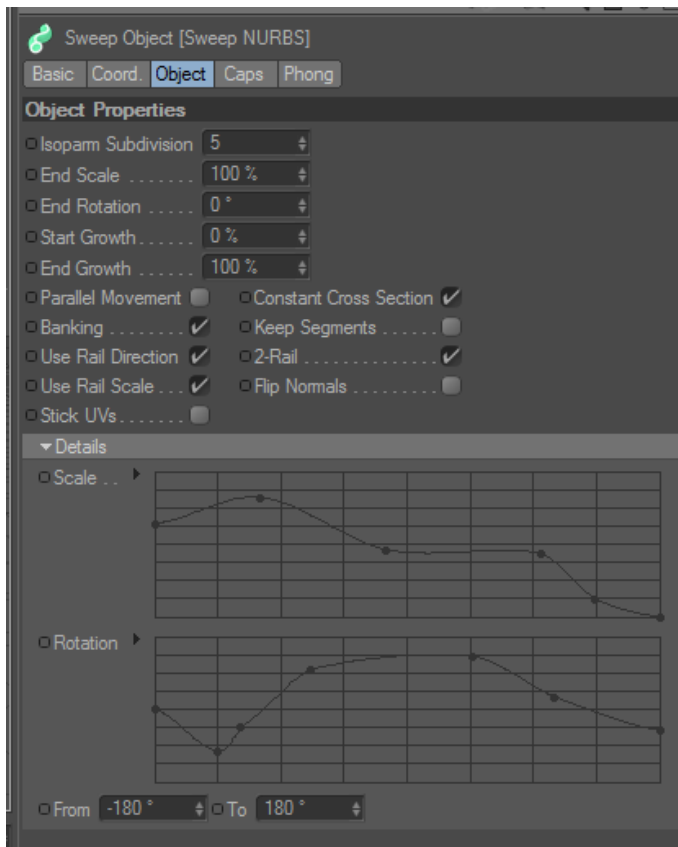 Sweep Object [Sweep NURBS]
Basic Coord. Object Caps Phong
Object Properties
Isoparm Subdivision 5
End Scale . . . . . . . 100 %
End Rotation . . . . . 0 °
Start Growth . . . . . . 0 %
End Growth . . . . . . 100 %
Parallel Movement Constant Cross Section
Banking . . . . . . . . Keep Segments . . . . . .
Use Rail Direction 2-Rail . . . . . . . . . . . . . .
Use Rail Scale . . . Flip Normals . . . . . . . . .
Stick UVs . . . . . . .
Details
Scale . .
Rotation
From -180 ° To 180 °